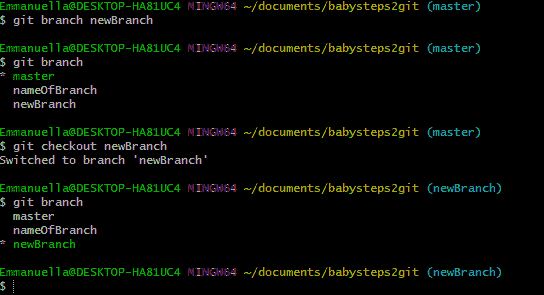 Emmanuella@DESKTOP-HA81UC4 MINGW64 ~/documents/babysteps2git (master)
$ git branch newBranch
Emmanuella@DESKTOP-HA81UC4 MINGW64 ~/documents/babysteps2git (master)
$ git branch
* master
  nameOfBranch
  newBranch
Emmanuella@DESKTOP-HA81UC4 MINGW64 ~/documents/babysteps2git (master)
$ git checkout newBranch
Switched to branch 'newBranch'
Emmanuella@DESKTOP-HA81UC4 MINGW64 ~/documents/babysteps2git (newBranch)
$ git branch
  master
  nameOfBranch
* newBranch
Emmanuella@DESKTOP-HA81UC4 MINGW64 ~/documents/babysteps2git (newBranch)
$